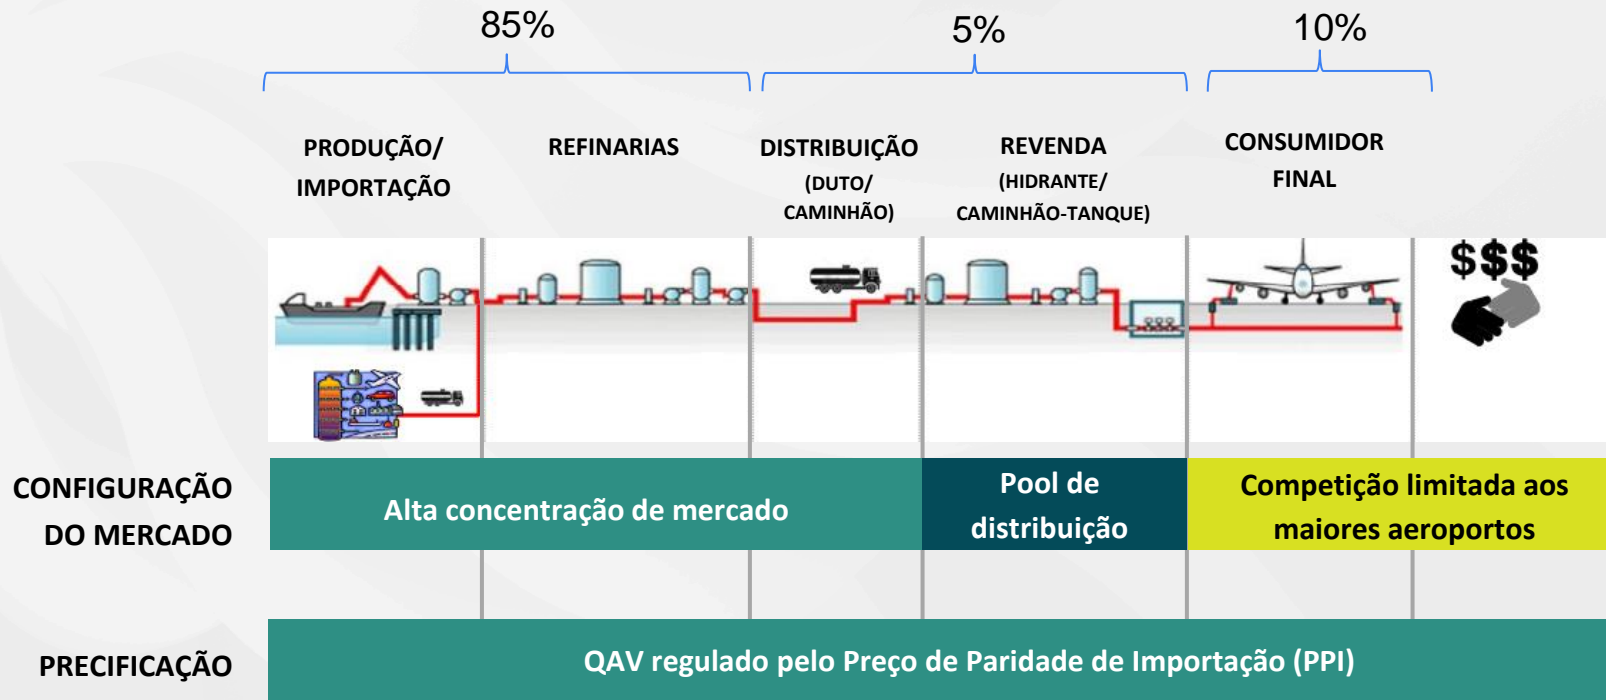 85%
5%
10%
PRODUÇÃO/
IMPORTAÇÃO
REFINARIAS
DISTRIBUIÇÃO
(DUTO/
CAMINHÃO)
REVENDA
(HIDRANTE/
CAMINHÃO-TANQUE)
CONSUMIDOR
FINAL
$$$
CONFIGURAÇÃO
DO MERCADO
Alta concentração de mercado
Pool de
distribuição
Competição limitada aos
maiores aeroportos
PRECIFICAÇÃO
QAV regulado pelo Preço de Paridade de Importação (PPI)